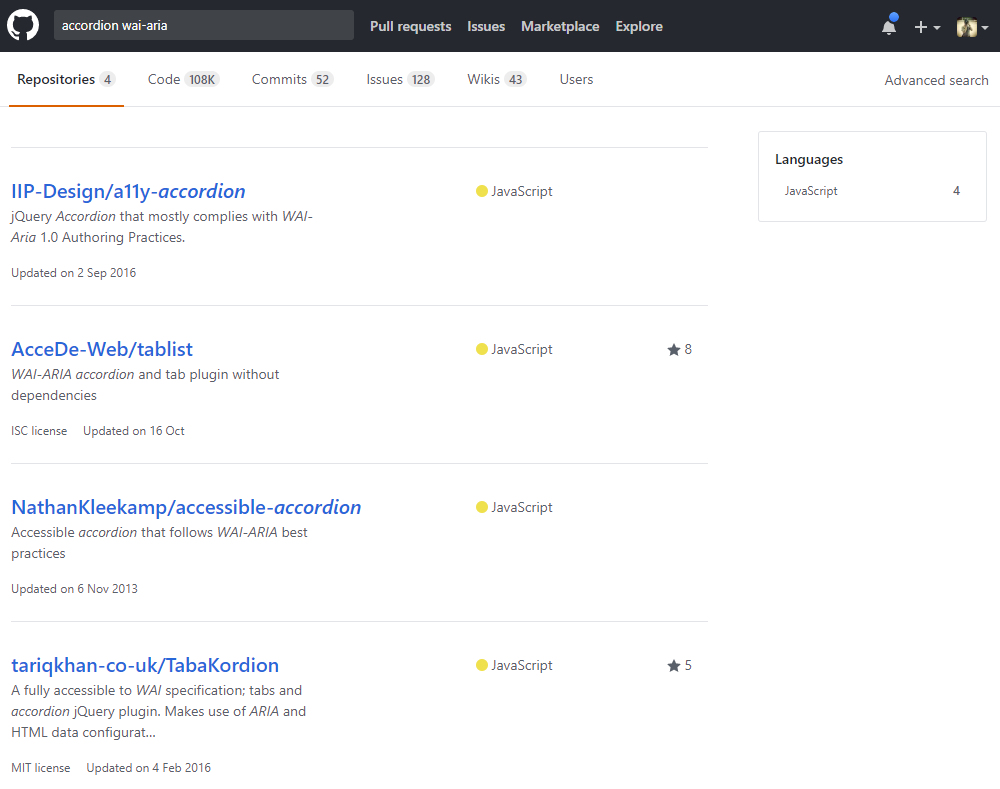 accordion wai-aria Pull requests Issues Marketplace Explore
Repositories 4 Code 108K Commits 52 Issues 128 Wikis 43 Users Advanced search
Languages
JavaScript 4
IIP-Design/a11y-accordion JavaScript
jQuery Accordion that mostly complies with WAI-
Aria 1.0 Authoring Practices.
Updated on 2 Sep 2016
AcceDe-Web/tablist JavaScript 8
WAI-ARIA accordion and tab plugin without
dependencies
ISC license Updated on 16 Oct
NathanKleekamp/accessible-accordion JavaScript
Accessible accordion that follows WAI-ARIA best
practices
Updated on 6 Nov 2013
tariqkhan-co-uk/TabaKordion JavaScript 5
A fully accessible to WAI specification; tabs and
accordion jQuery plugin. Makes use of ARIA and
HTML data configurat...
MIT license Updated on 4 Feb 2016